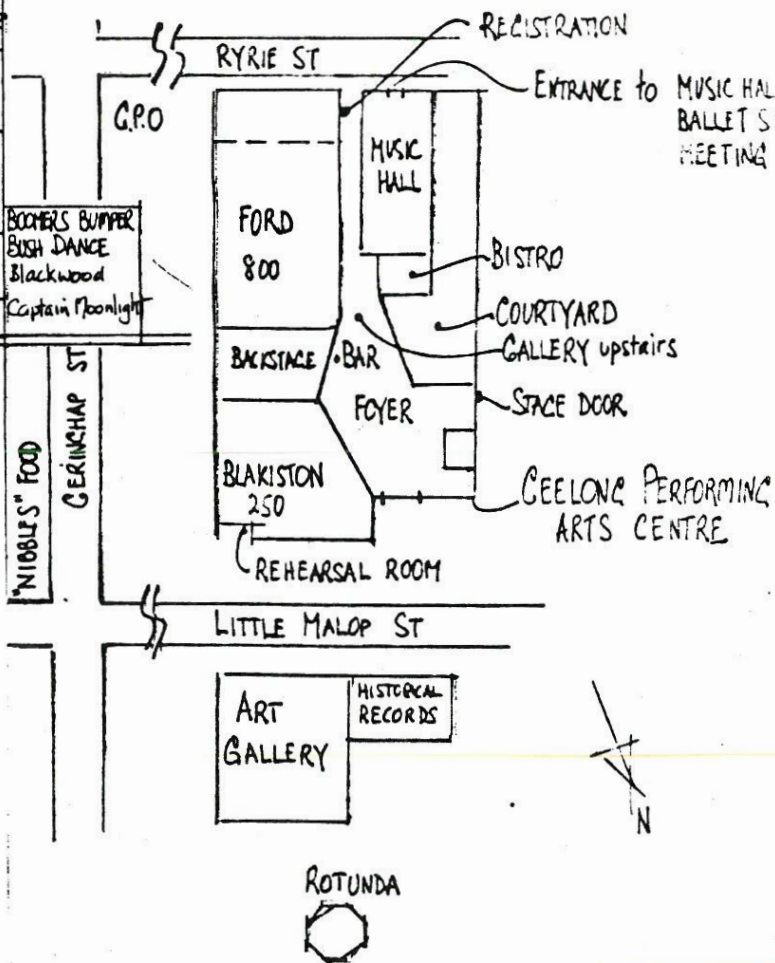 REGISTRATION
RYRIE ST
ENTRANCE to MUSIC HAL
BALLET S
MEETING
G.P.O
MUSIC
HALL
BOOMERS BUMPER
BUSH DANCE
Blackwood
Captain Moonlight
FORD
800
BISTRO
COURTYARD
GALLERY upstairs
BACKSTAGE
BAR
FOYER
STAGE DOOR
"NIBBLES" FOOD
GERINCHAP ST
BLAKISTON
250
GEELONG PERFORMING
ARTS CENTRE
REHEARSAL ROOM
LITTLE MALOP ST
ART
GALLERY
HISTORICAL
RECORDS
N
ROTUNDA